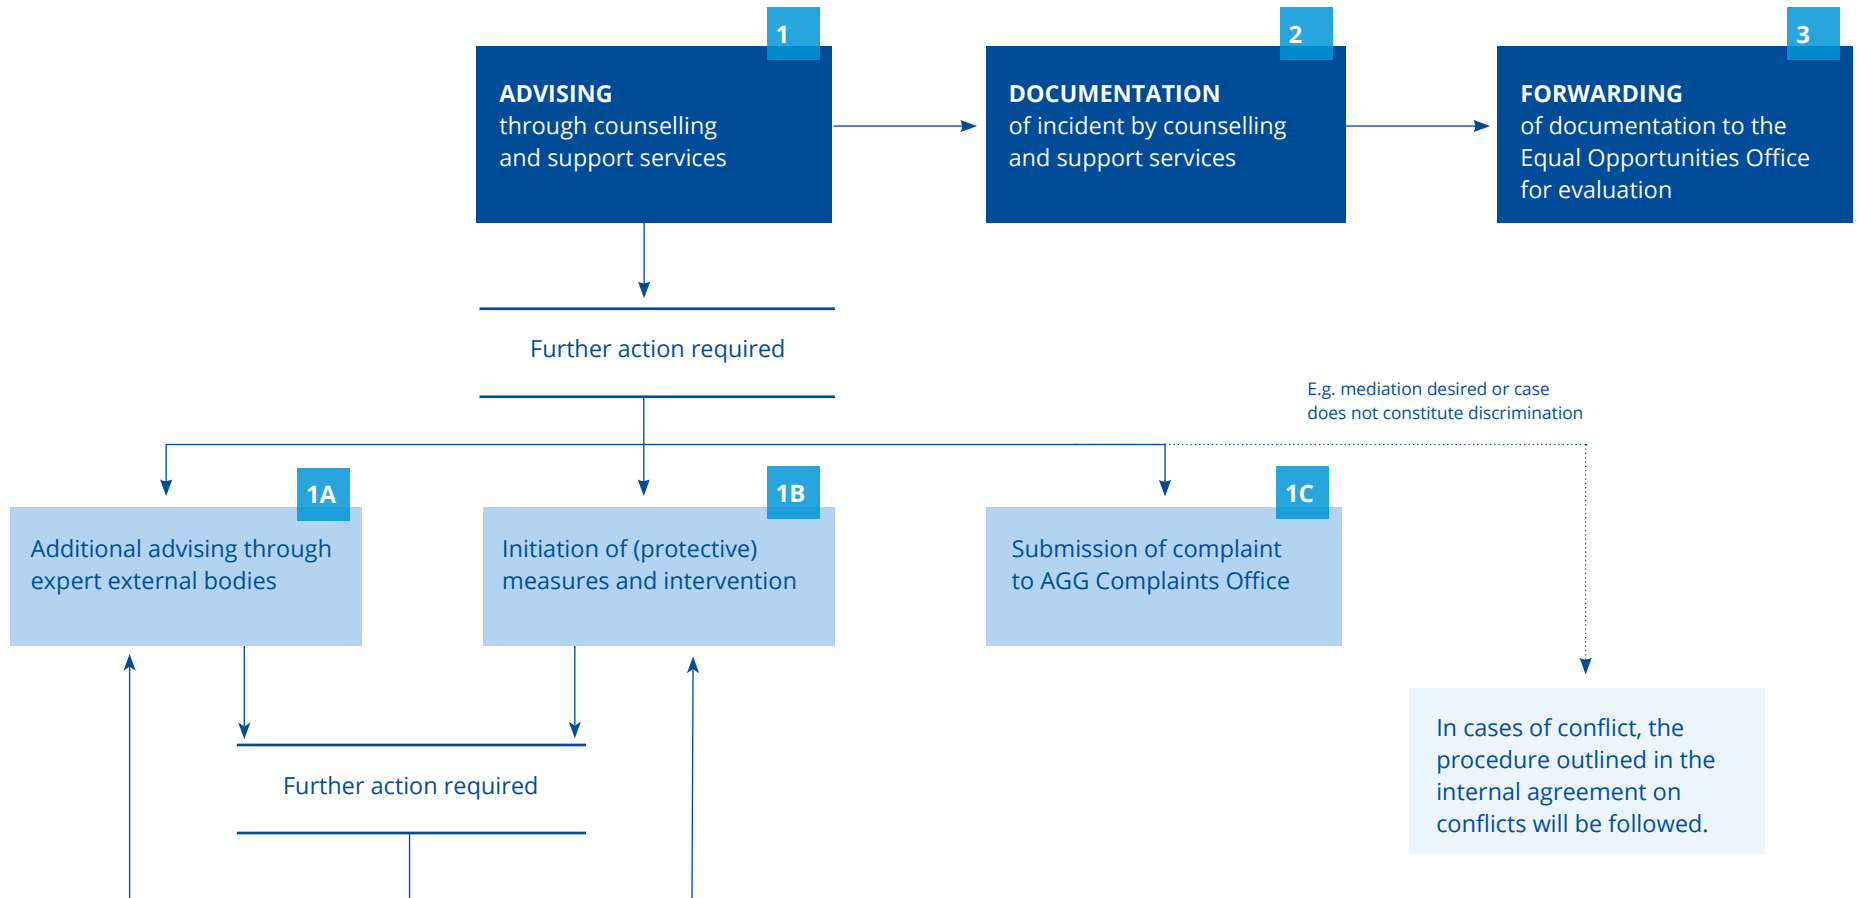 1
ADVISING
through counselling
and support services
2
DOCUMENTATION
of incident by counselling
and support services
3
FORWARDING
of documentation to the
Equal Opportunities Office
for evaluation
Further action required
E.g. mediation desired or case
does not constitute discrimination
1A
Additional advising through
expert external bodies
1B
Initiation of (protective)
measures and intervention
1C
Submission of complaint
to AGG Complaints Office
In cases of conflict, the
procedure outlined in the
internal agreement on
conflicts will be followed.
Further action required